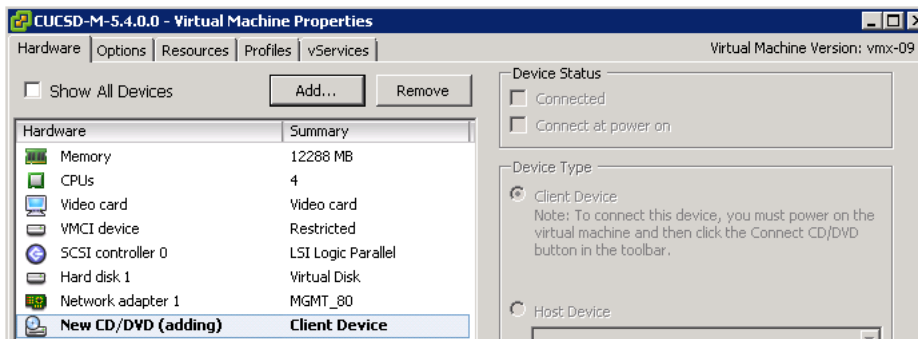 CUCSD-M-5.4.0.0 - Virtual Machine Properties
Hardware Options Resources Profiles vServices Virtual Machine Version: vmx-09
Show All Devices Add... Remove
Hardware Summary
Memory 12288 MB
CPUs 4
Video card Video card
VMCI device Restricted
SCSI controller 0 LSI Logic Parallel
Hard disk 1 Virtual Disk
Network adapter 1 MGMT_80
New CD/DVD (adding) Client Device
Device Status
Connected
Connect at power on
Device Type
Client Device
Note: To connect this device, you must power on the
virtual machine and then click the Connect CD/DVD
button in the toolbar.
Host Device